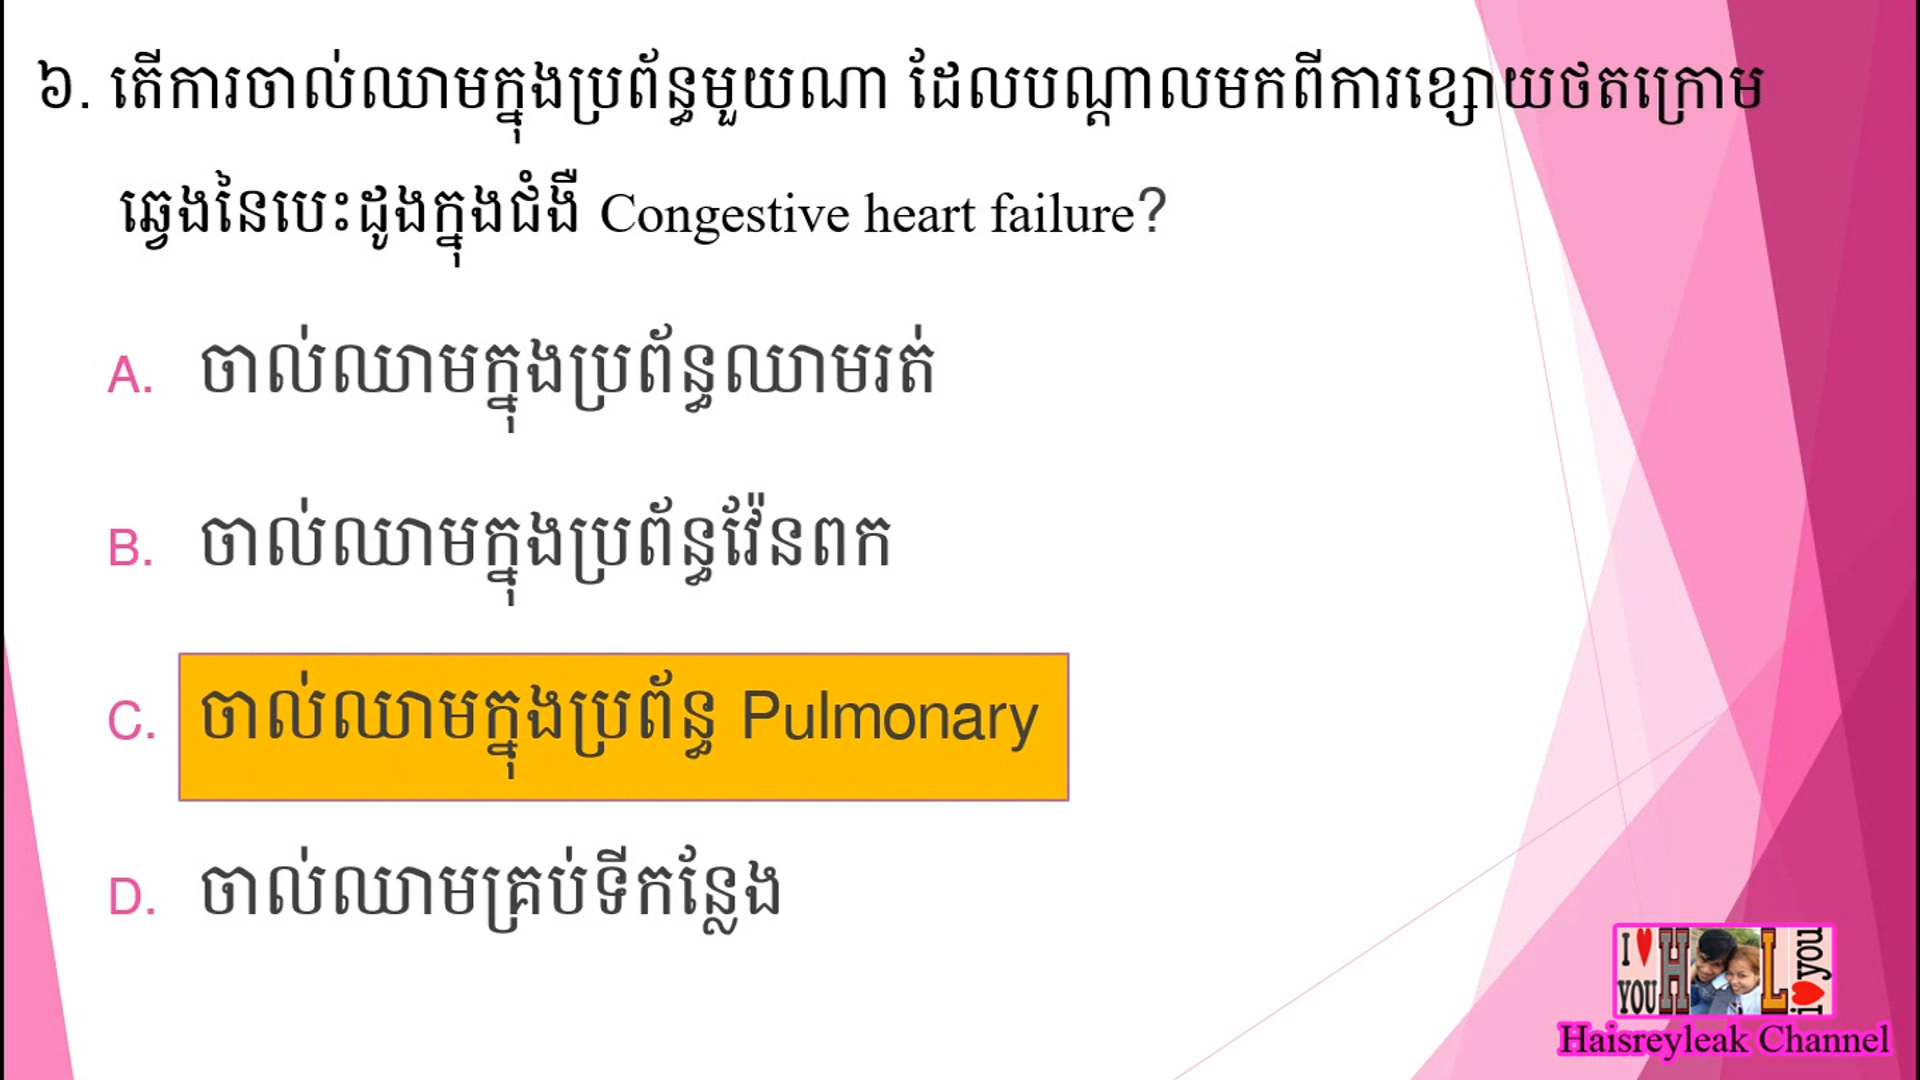 ៦. តើការចាល់ឈាមក្នុងប្រព័ន្ធមួយណា ដែលបណ្តាលមកពីការខ្សោយថតក្រោម
ឆ្វេងនៃបេះដូងក្នុងជំងឺ Congestive heart failure?
A. ចាល់ឈាមក្នុងប្រព័ន្ធឈាមរត់
B. ចាល់ឈាមក្នុងប្រព័ន្ធវ៉ែនពក
C. ចាល់ឈាមក្នុងប្រព័ន្ធ Pulmonary
D. ចាល់ឈាមគ្រប់ទីកន្លែង
I ♥ YOU H L i ♥ you
Haisreyleak Channel